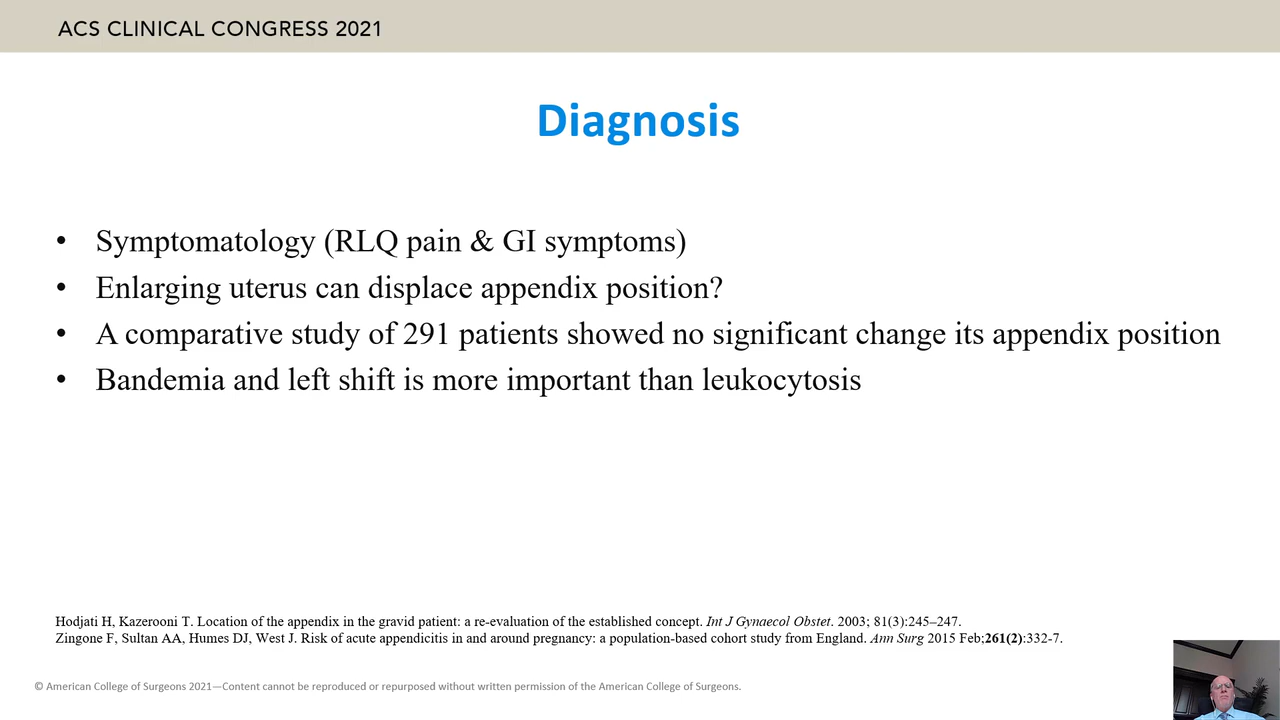 ACS CLINICAL CONGRESS 2021
Diagnosis
• Symptomatology (RLQ pain & GI symptoms)
• Enlarging uterus can displace appendix position?
• A comparative study of 291 patients showed no significant change its appendix position
• Bandemia and left shift is more important than leukocytosis
Hodjati H, Kazerooni T. Location of the appendix in the gravid patient: a re-evaluation of the established concept. Int J Gynaecol Obstet. 2003; 81(3):245–247.
Zingone F, Sultan AA, Humes DJ, West J. Risk of acute appendicitis in and around pregnancy: a population-based cohort study from England. Ann Surg 2015 Feb;261(2):332-7.
© American College of Surgeons 2021—Content cannot be reproduced or repurposed without written permission of the American College of Surgeons.